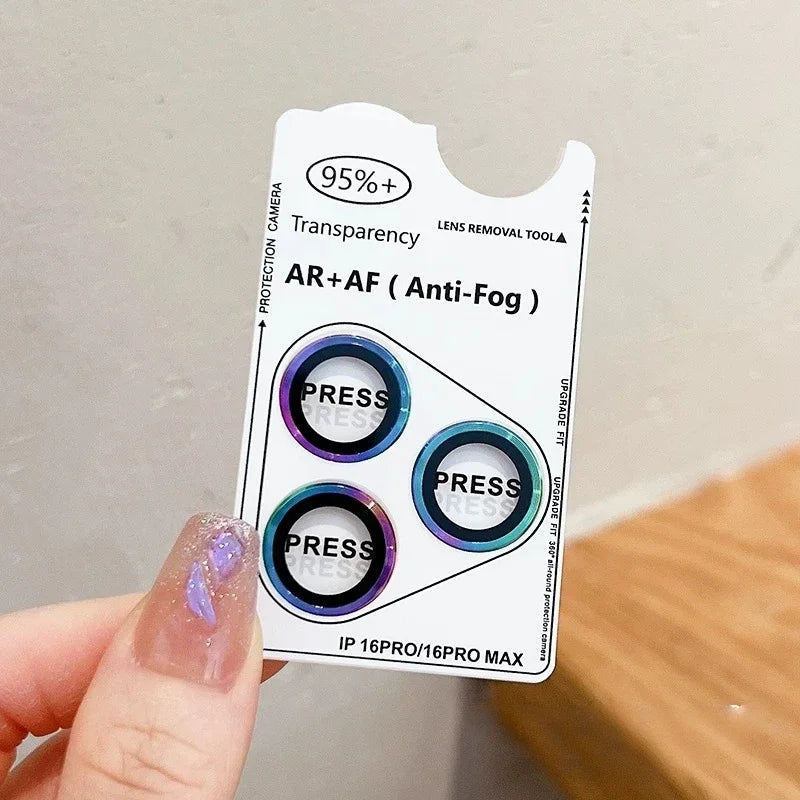 95%+
Transparency
LENS REMOVAL TOOL▲
AR+AF ( Anti-Fog )
PROTECTION CAMERA
PRESS
PRESS
PRESS
UPGRADE FIT
UPGRADE FIT 360° all-round protection camera
IP 16PRO/16PRO MAX